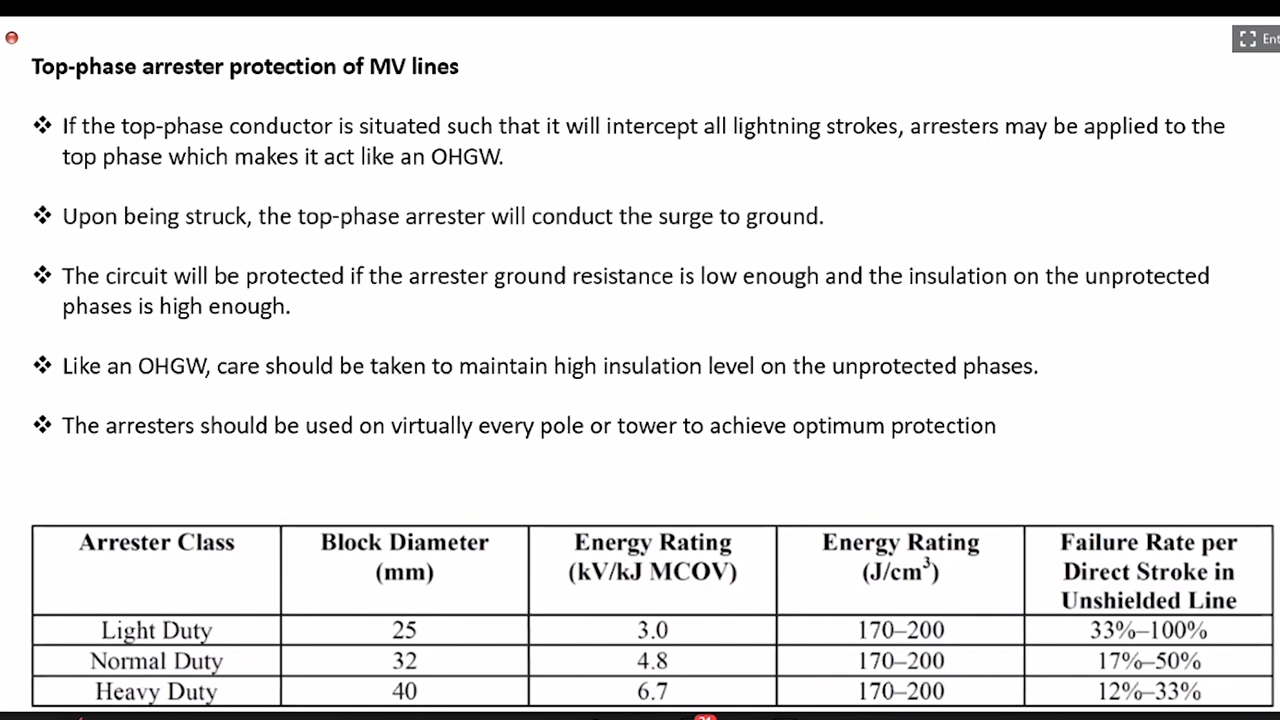 Ent
Top-phase arrester protection of MV lines
❖ If the top-phase conductor is situated such that it will intercept all lightning strokes, arresters may be applied to the
top phase which makes it act like an OHGW.
❖ Upon being struck, the top-phase arrester will conduct the surge to ground.
❖ The circuit will be protected if the arrester ground resistance is low enough and the insulation on the unprotected
phases is high enough.
❖ Like an OHGW, care should be taken to maintain high insulation level on the unprotected phases.
❖ The arresters should be used on virtually every pole or tower to achieve optimum protection
Arrester Class Block Diameter Energy Rating Energy Rating Failure Rate per
(mm) (kV/kJ MCOV) (J/cm³) Direct Stroke in
Unshielded Line
Light Duty 25 3.0 170–200 33%–100%
Normal Duty 32 4.8 170–200 17%–50%
Heavy Duty 40 6.7 170–200 12%–33%